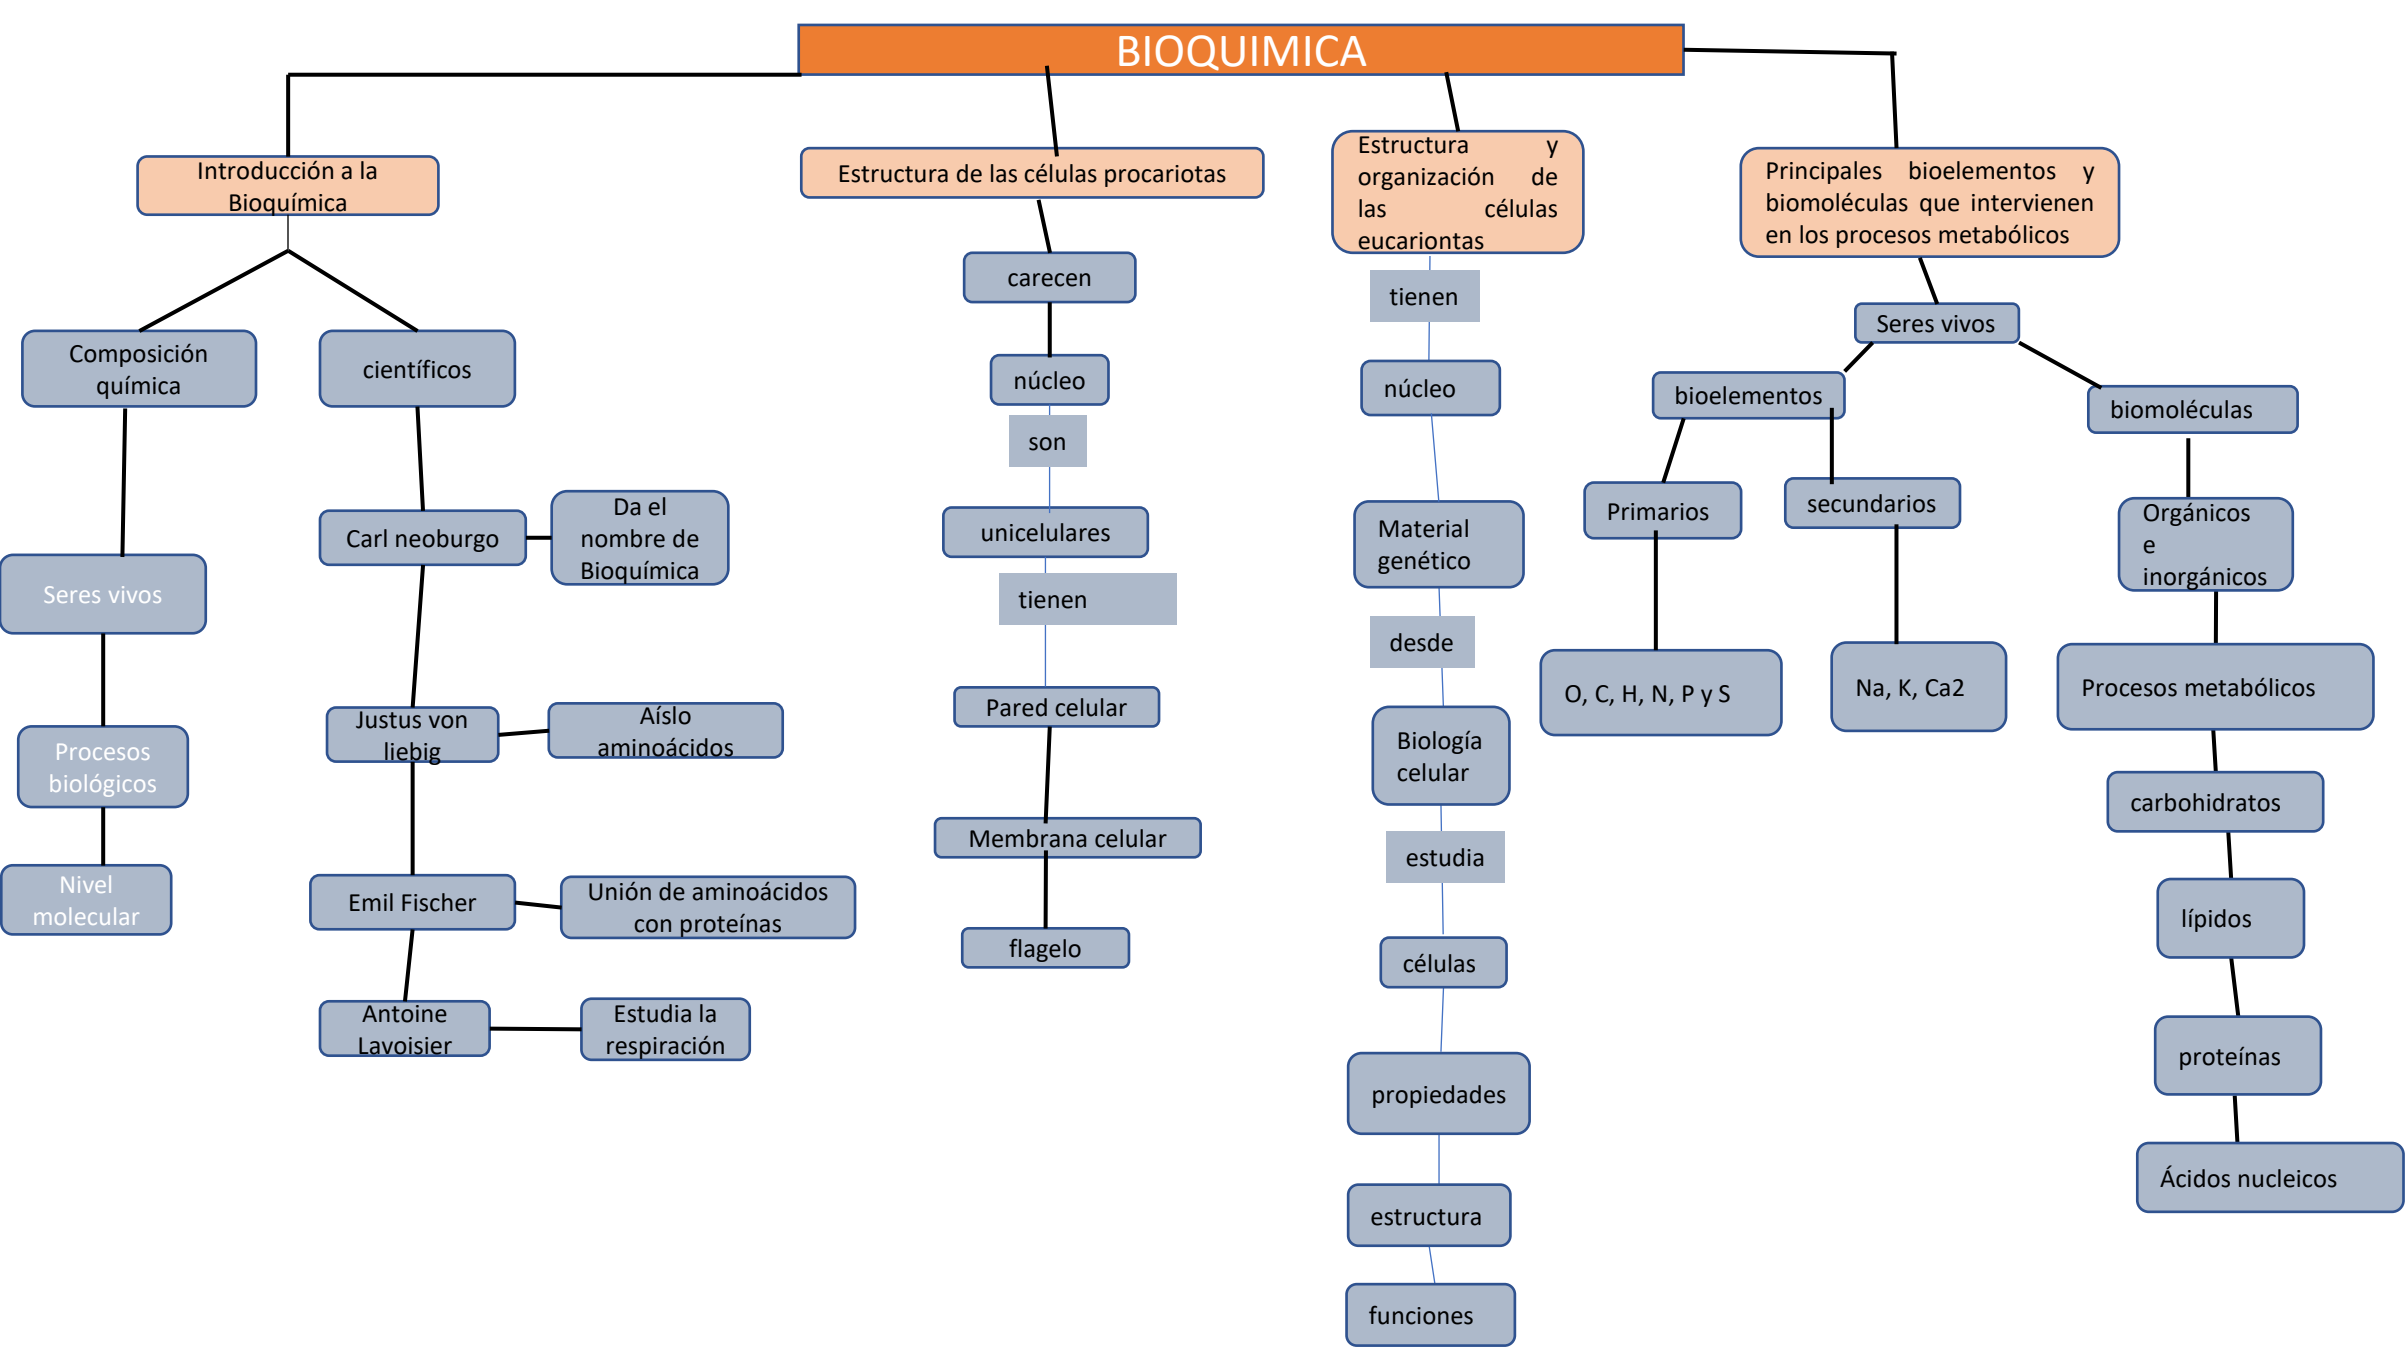 BIOQUIMICA
Introducción a la
Bioquímica
Composición
química
Seres vivos
Procesos
biológicos
Nivel
molecular
científicos
Carl neoburgo
Da el
nombre de
Bioquímica
Justus von
liebig
Aíslo
aminoácidos
Emil Fischer
Unión de aminoácidos
con proteínas
Antoine
Lavoisier
Estudia la
respiración
Estructura de las células procariotas
carecen
núcleo
son
unicelulares
tienen
Pared celular
Membrana celular
flagelo
Estructura y
organización de
las células
eucariontas
tienen
núcleo
Material
genético
desde
Biología
celular
estudia
células
propiedades
estructura
funciones
Principales bioelementos y
biomoléculas que intervienen
en los procesos metabólicos
Seres vivos
bioelementos
Primarios
O, C, H, N, P y S
secundarios
Na, K, Ca2
biomoléculas
Orgánicos
e
inorgánicos
Procesos metabólicos
carbohidratos
lípidos
proteínas
Ácidos nucleicos